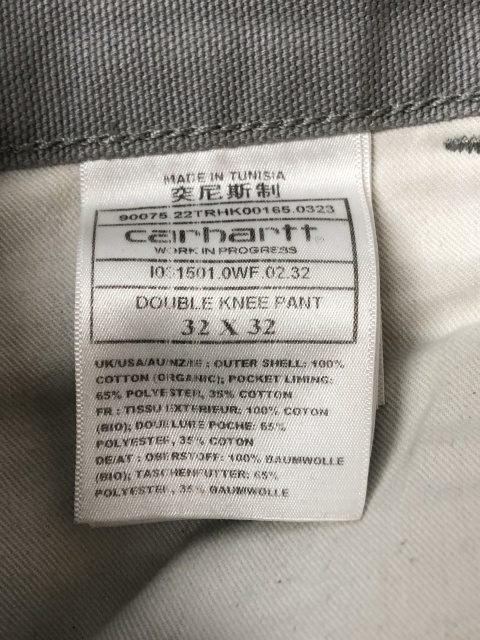 MADE IN TUNISIA
突尼斯制
90075.22TRHK00165.0323
carhartt
WORK IN PROGRESS
I031501.0WF.02.32
DOUBLE KNEE PANT
32 X 32
UK/USA/AU/NZ/IE : OUTER SHELL: 100%
COTTON (ORGANIC); POCKET LINING:
65% POLYESTER, 35% COTTON
FR : TISSU EXTERIEUR: 100% COTON
(BIO); DOUBLURE POCHE: 65%
POLYESTER, 35% COTON
DE/AT : OBERSTOFF: 100% BAUMWOLLE
(BIO); TASCHENFUTTER: 65%
POLYESTER, 35% BAUMWOLLE